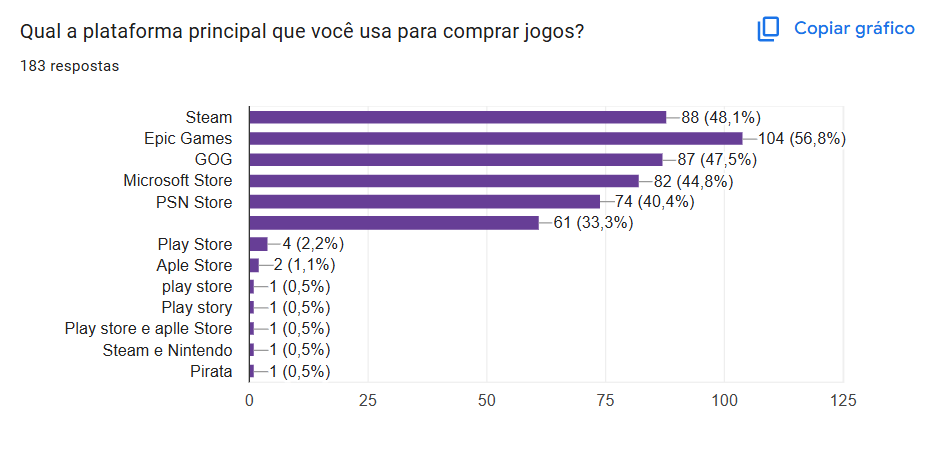 Qual a plataforma principal que você usa para comprar jogos?
Copiar gráfico
183 respostas
Steam 88 (48,1%)
Epic Games 104 (56,8%)
GOG 87 (47,5%)
Microsoft Store 82 (44,8%)
PSN Store 74 (40,4%)
61 (33,3%)
Play Store 4 (2,2%)
Aple Store 2 (1,1%)
play store 1 (0,5%)
Play story 1 (0,5%)
Play store e aplle Store 1 (0,5%)
Steam e Nintendo 1 (0,5%)
Pirata 1 (0,5%)
0 25 50 75 100 125